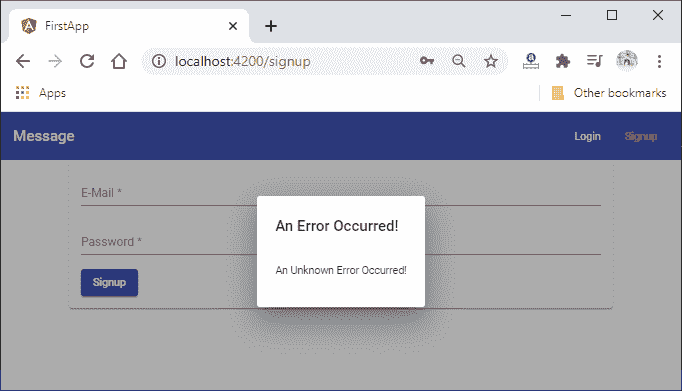 FirstApp
localhost:4200/signup
Apps
Other bookmarks
Message
Login
Signup
E-Mail *
Password *
Signup
An Error Occurred!
An Unknown Error Occurred!